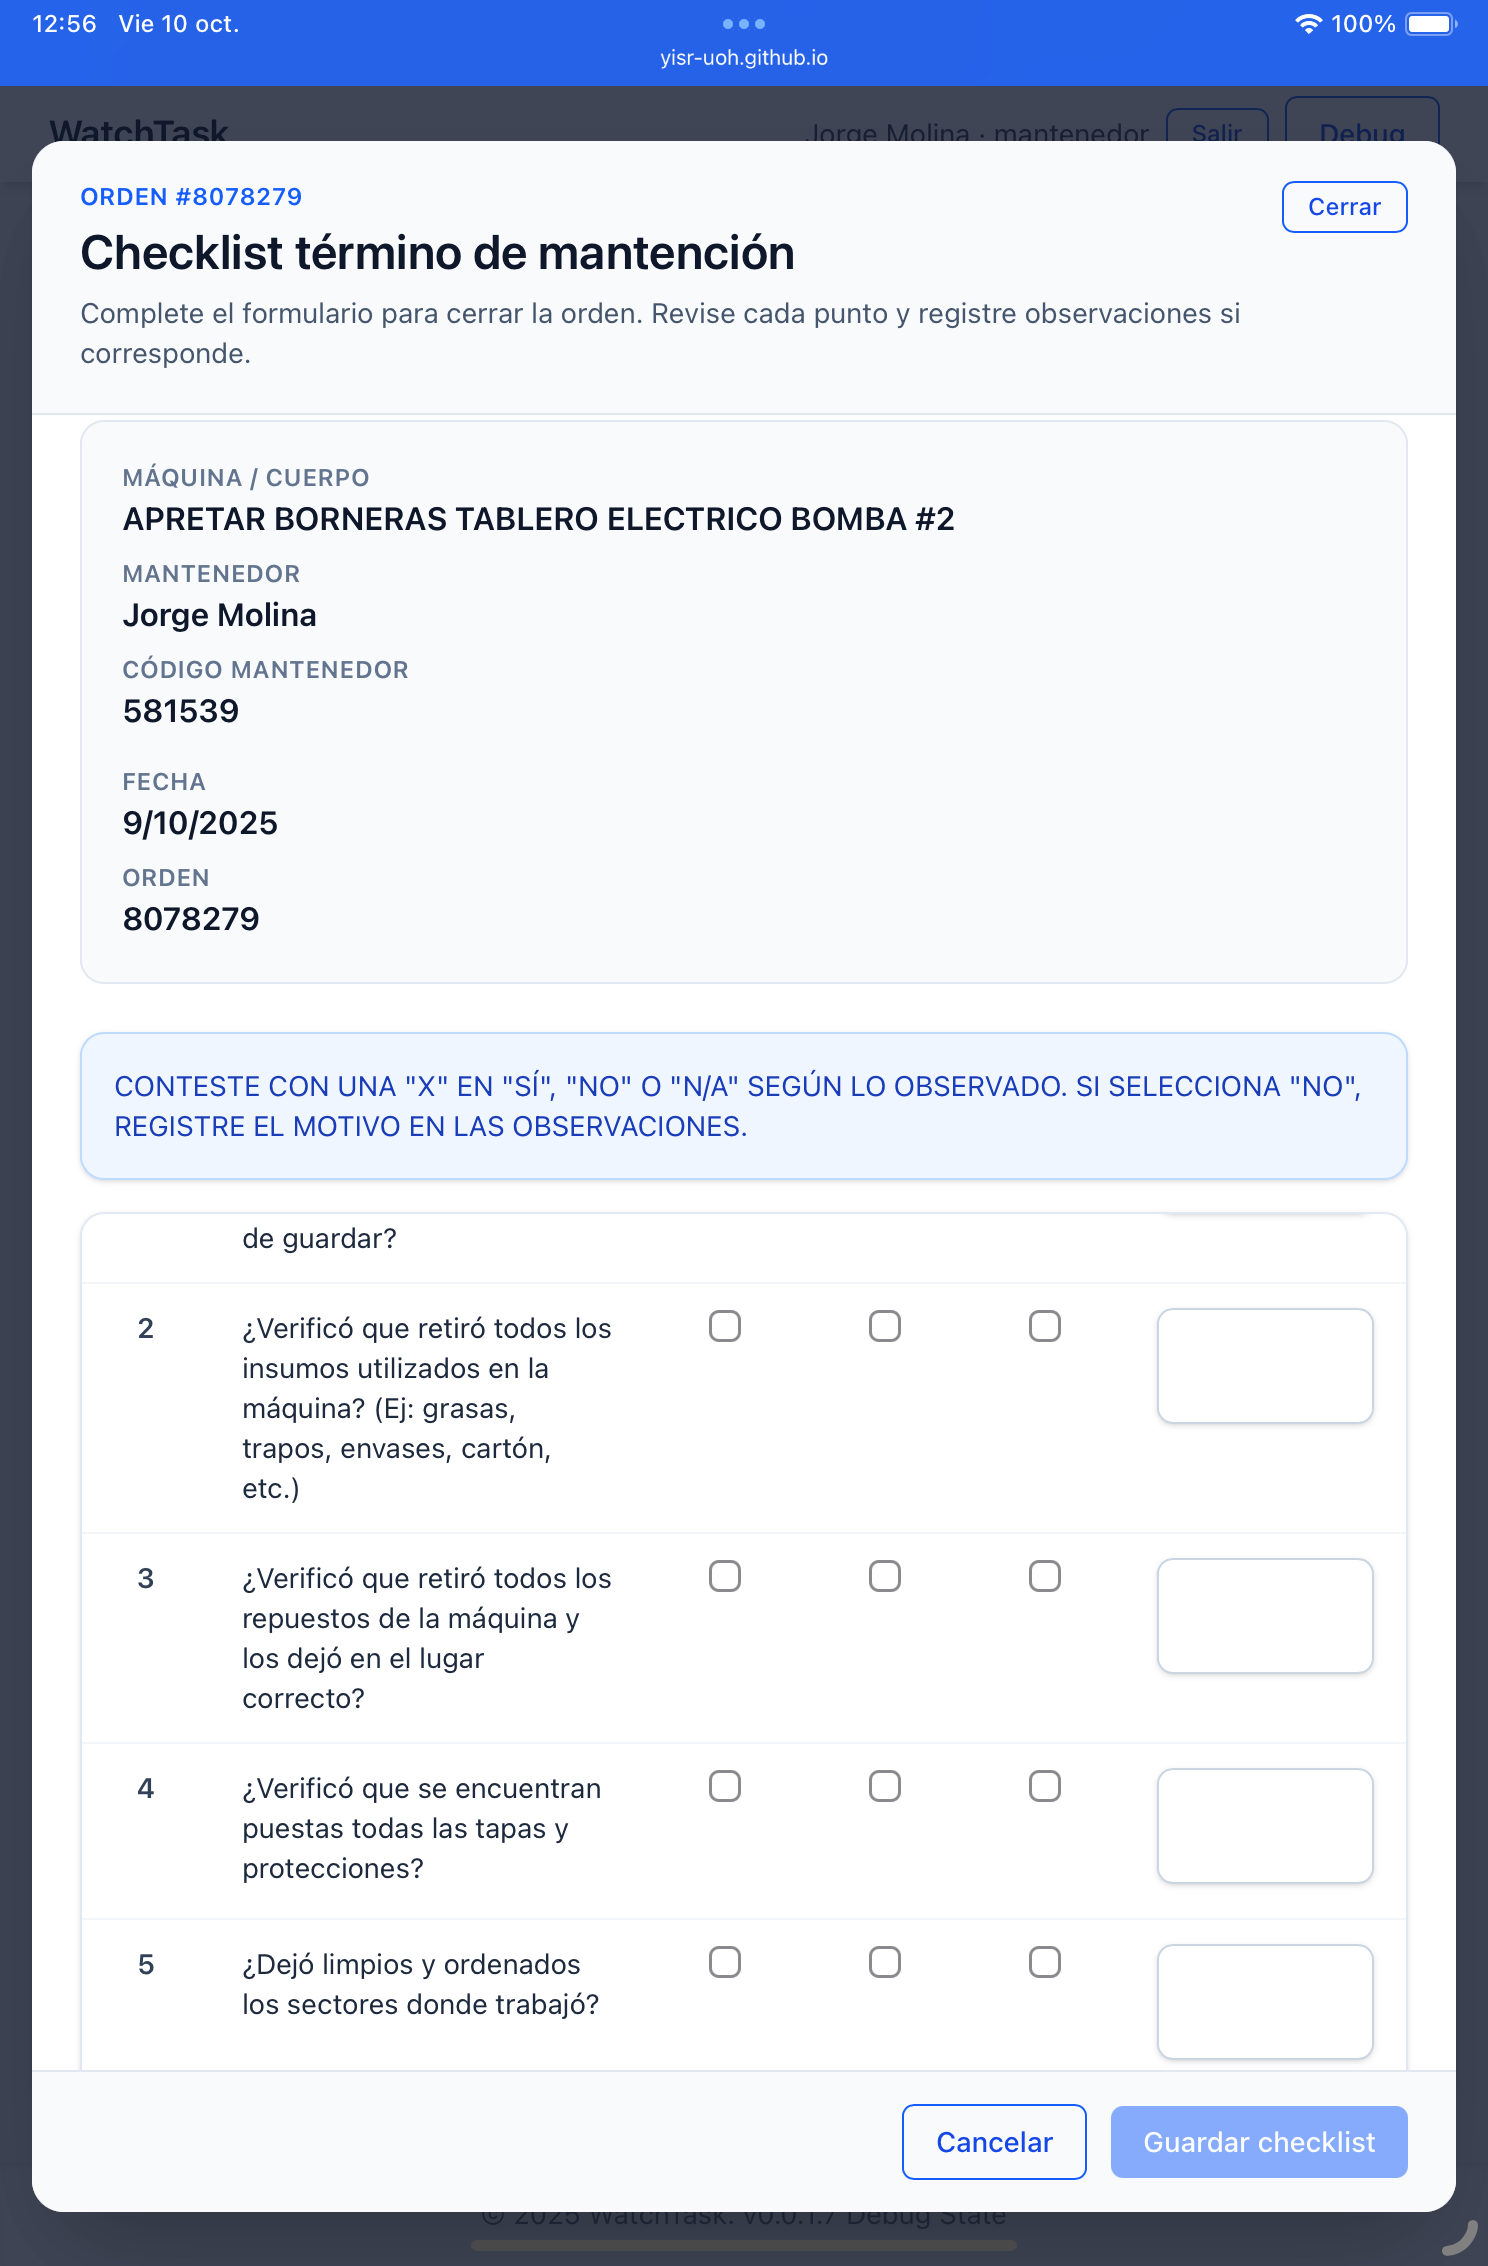 12:56 Vie 10 oct.
100%
yisr-uoh.github.io
WatchTask
Jorge Molina · mantenedor
Salir
Debug
ORDEN #8078279
Cerrar
Checklist término de mantención
Complete el formulario para cerrar la orden. Revise cada punto y registre observaciones si
corresponde.
MÁQUINA / CUERPO
APRETAR BORNERAS TABLERO ELECTRICO BOMBA #2
MANTENEDOR
Jorge Molina
CÓDIGO MANTENEDOR
581539
FECHA
9/10/2025
ORDEN
8078279
CONTESTE CON UNA "X" EN "SÍ", "NO" O "N/A" SEGÚN LO OBSERVADO. SI SELECCIONA "NO",
REGISTRE EL MOTIVO EN LAS OBSERVACIONES.
de guardar?
2 ¿Verificó que retiró todos los
insumos utilizados en la
máquina? (Ej: grasas,
trapos, envases, cartón,
etc.)
3 ¿Verificó que retiró todos los
repuestos de la máquina y
los dejó en el lugar
correcto?
4 ¿Verificó que se encuentran
puestas todas las tapas y
protecciones?
5 ¿Dejó limpios y ordenados
los sectores donde trabajó?
Cancelar
Guardar checklist
© 2025 WatchTask. v0.0.1.7 Debug State